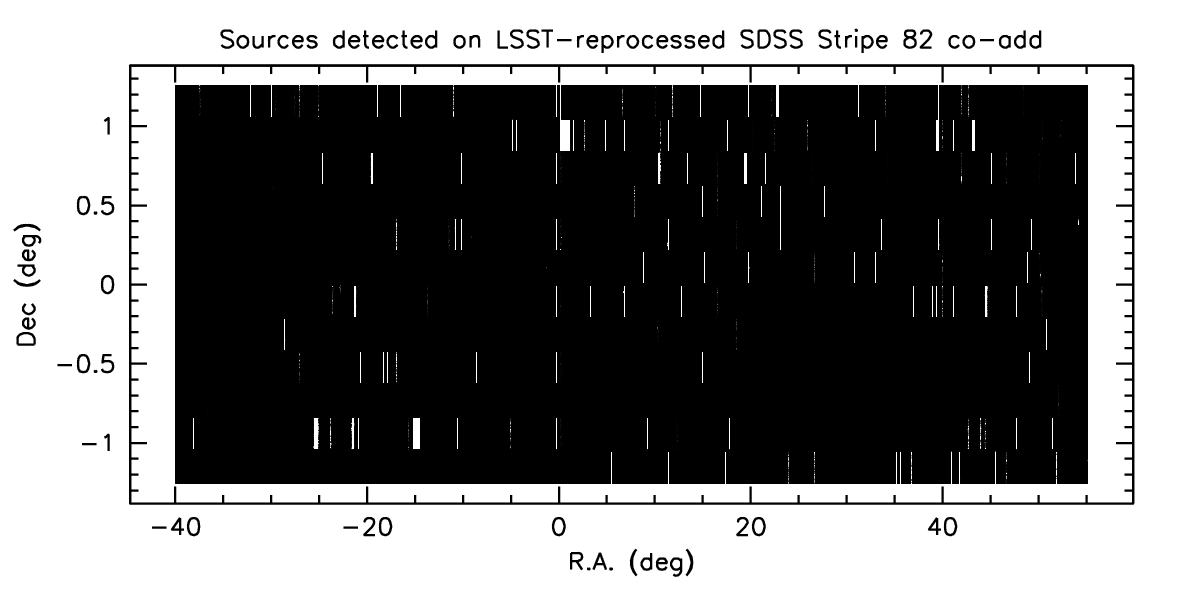 Sources detected on LSST-reprocessed SDSS Stripe 82 co-add
1
0.5
0
-0.5
-1
Dec (deg)
-40 -20 0 20 40
R.A. (deg)